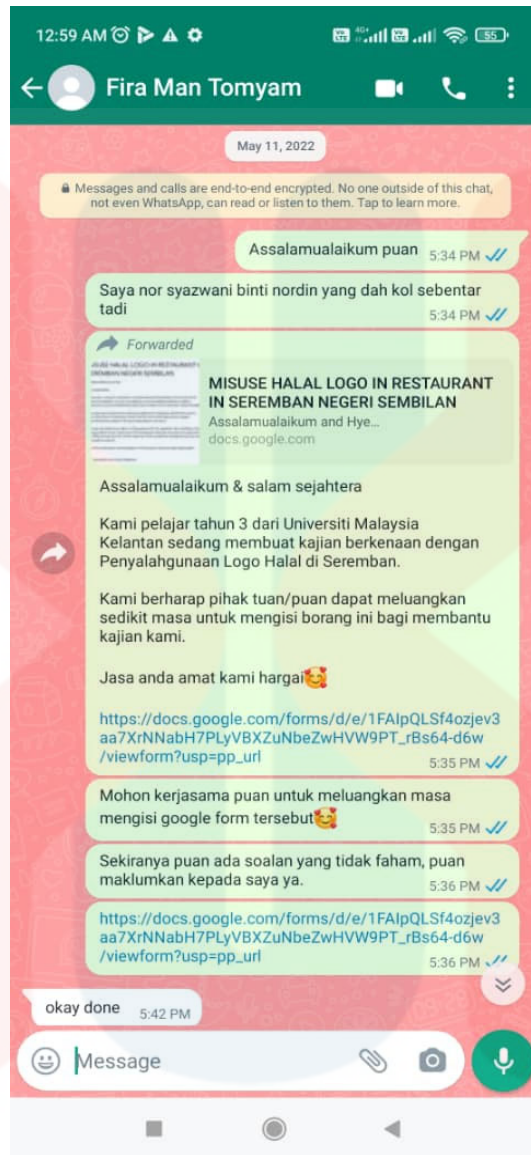 12:59 AM
55
Fira Man Tomyam
May 11, 2022
Messages and calls are end-to-end encrypted. No one outside of this chat,
not even WhatsApp, can read or listen to them. Tap to learn more.
Assalamualaikum puan 5:34 PM
Saya nor syazwani binti nordin yang dah kol sebentar
tadi 5:34 PM
Forwarded
MISUSE HALAL LOGO IN RESTAURANT
IN SEREMBAN NEGERI SEMBILAN
Assalamualaikum and Hye...
docs.google.com
Assalamualaikum & salam sejahtera
Kami pelajar tahun 3 dari Universiti Malaysia
Kelantan sedang membuat kajian berkenaan dengan
Penyalahgunaan Logo Halal di Seremban.
Kami berharap pihak tuan/puan dapat meluangkan
sedikit masa untuk mengisi borang ini bagi membantu
kajian kami.
Jasa anda amat kami hargai🥰
https://docs.google.com/forms/d/e/1FAIpQLSf4ozjev3
aa7XrNNabH7PLyVBXZuNbeZwHVW9PT_rBs64-d6w
/viewform?usp=pp_url 5:35 PM
Mohon kerjasama puan untuk meluangkan masa
mengisi google form tersebut🥰 5:35 PM
Sekiranya puan ada soalan yang tidak faham, puan
maklumkan kepada saya ya. 5:36 PM
https://docs.google.com/forms/d/e/1FAIpQLSf4ozjev3
aa7XrNNabH7PLyVBXZuNbeZwHVW9PT_rBs64-d6w
/viewform?usp=pp_url 5:36 PM
okay done 5:42 PM
Message